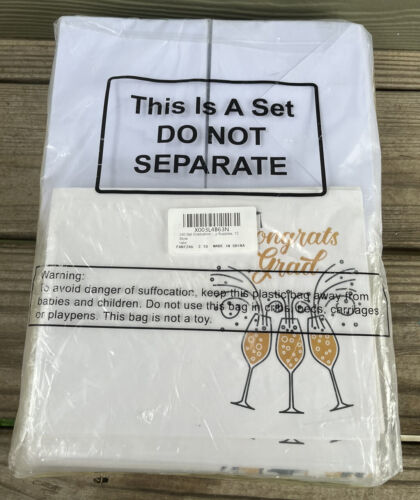 This Is A Set
DO NOT
SEPARATE
X003L4B63N
New
MADE IN CHINA
Congrats
Grad
Warning:
To avoid danger of suffocation, keep this plastic bag away from
babies and children. Do not use this bag in cribs, beds, carriages
or playpens. This bag is not a toy.